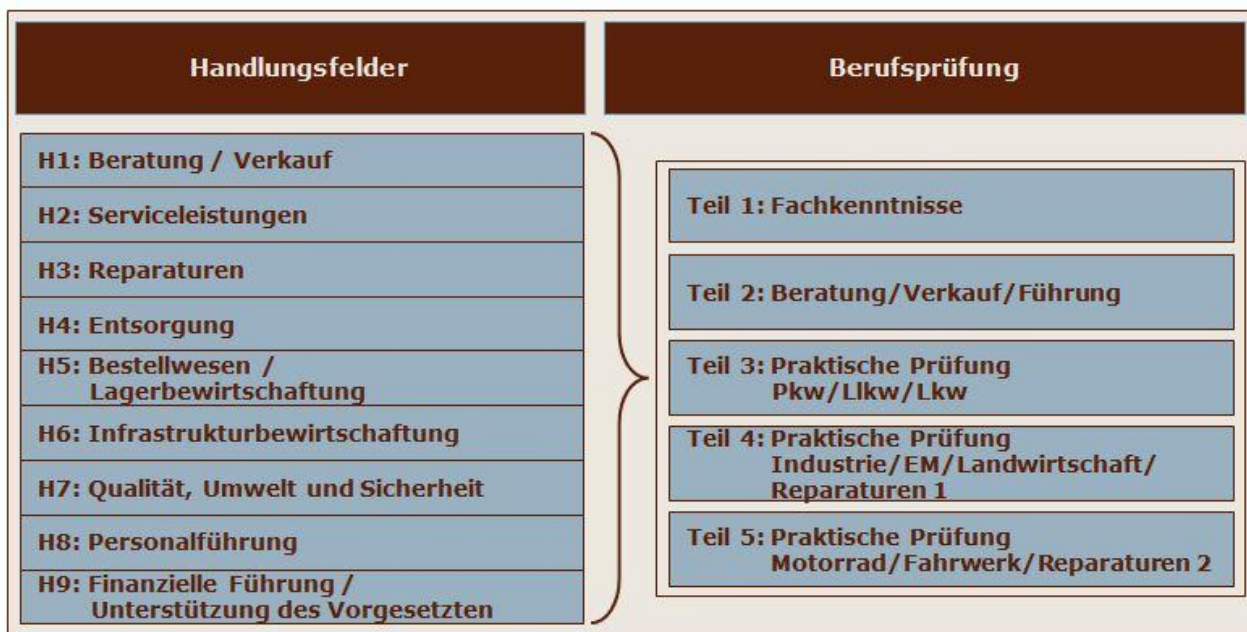 Handlungsfelder
Berufsprüfung
H1: Beratung / Verkauf
H2: Serviceleistungen
H3: Reparaturen
H4: Entsorgung
H5: Bestellwesen /
Lagerbewirtschaftung
H6: Infrastrukturbewirtschaftung
H7: Qualität, Umwelt und Sicherheit
H8: Personalführung
H9: Finanzielle Führung /
Unterstützung des Vorgesetzten
Teil 1: Fachkenntnisse
Teil 2: Beratung/Verkauf/Führung
Teil 3: Praktische Prüfung
Pkw/Llkw/Lkw
Teil 4: Praktische Prüfung
Industrie/EM/Landwirtschaft/
Reparaturen 1
Teil 5: Praktische Prüfung
Motorrad/Fahrwerk/Reparaturen 2